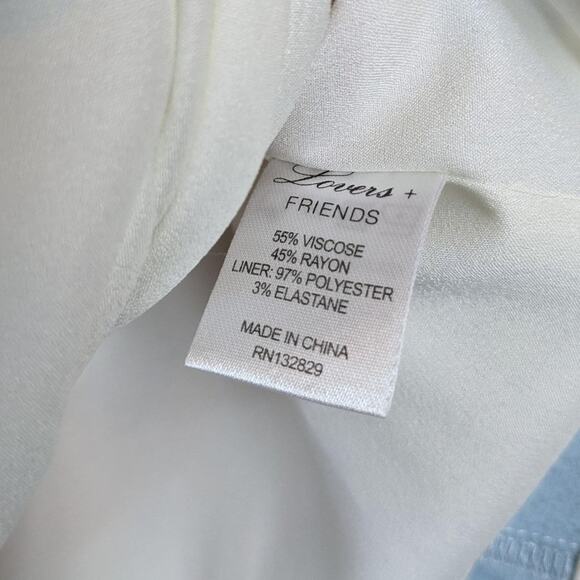 Lovers +
FRIENDS
55% VISCOSE
45% RAYON
LINER: 97% POLYESTER
3% ELASTANE
MADE IN CHINA
RN132829